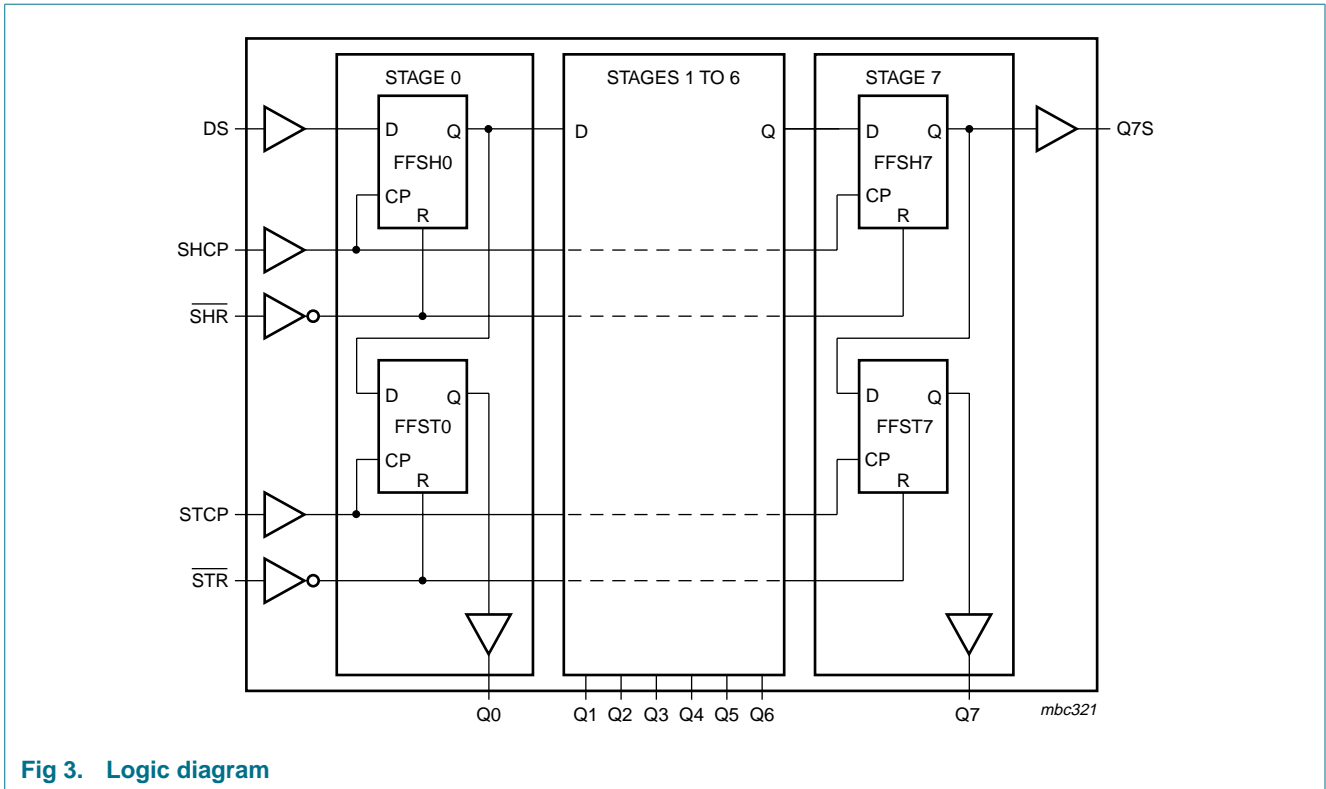 STAGE 0
STAGES 1 TO 6
STAGE 7
DS
D
Q
FFSH0
CP
R
D
Q
D
Q
FFSH7
CP
R
Q7S
SHCP
SHR
D
Q
FFST0
CP
R
D
Q
FFST7
CP
R
STCP
STR
Q0
Q1 Q2 Q3 Q4 Q5 Q6
Q7
mbc321
Fig 3. Logic diagram